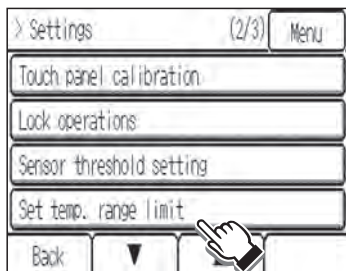 > Settings (2/3) Menu
Touch panel calibration
Lock operations
Sensor threshold setting
Set temp. range limit
Back ▼ ▲